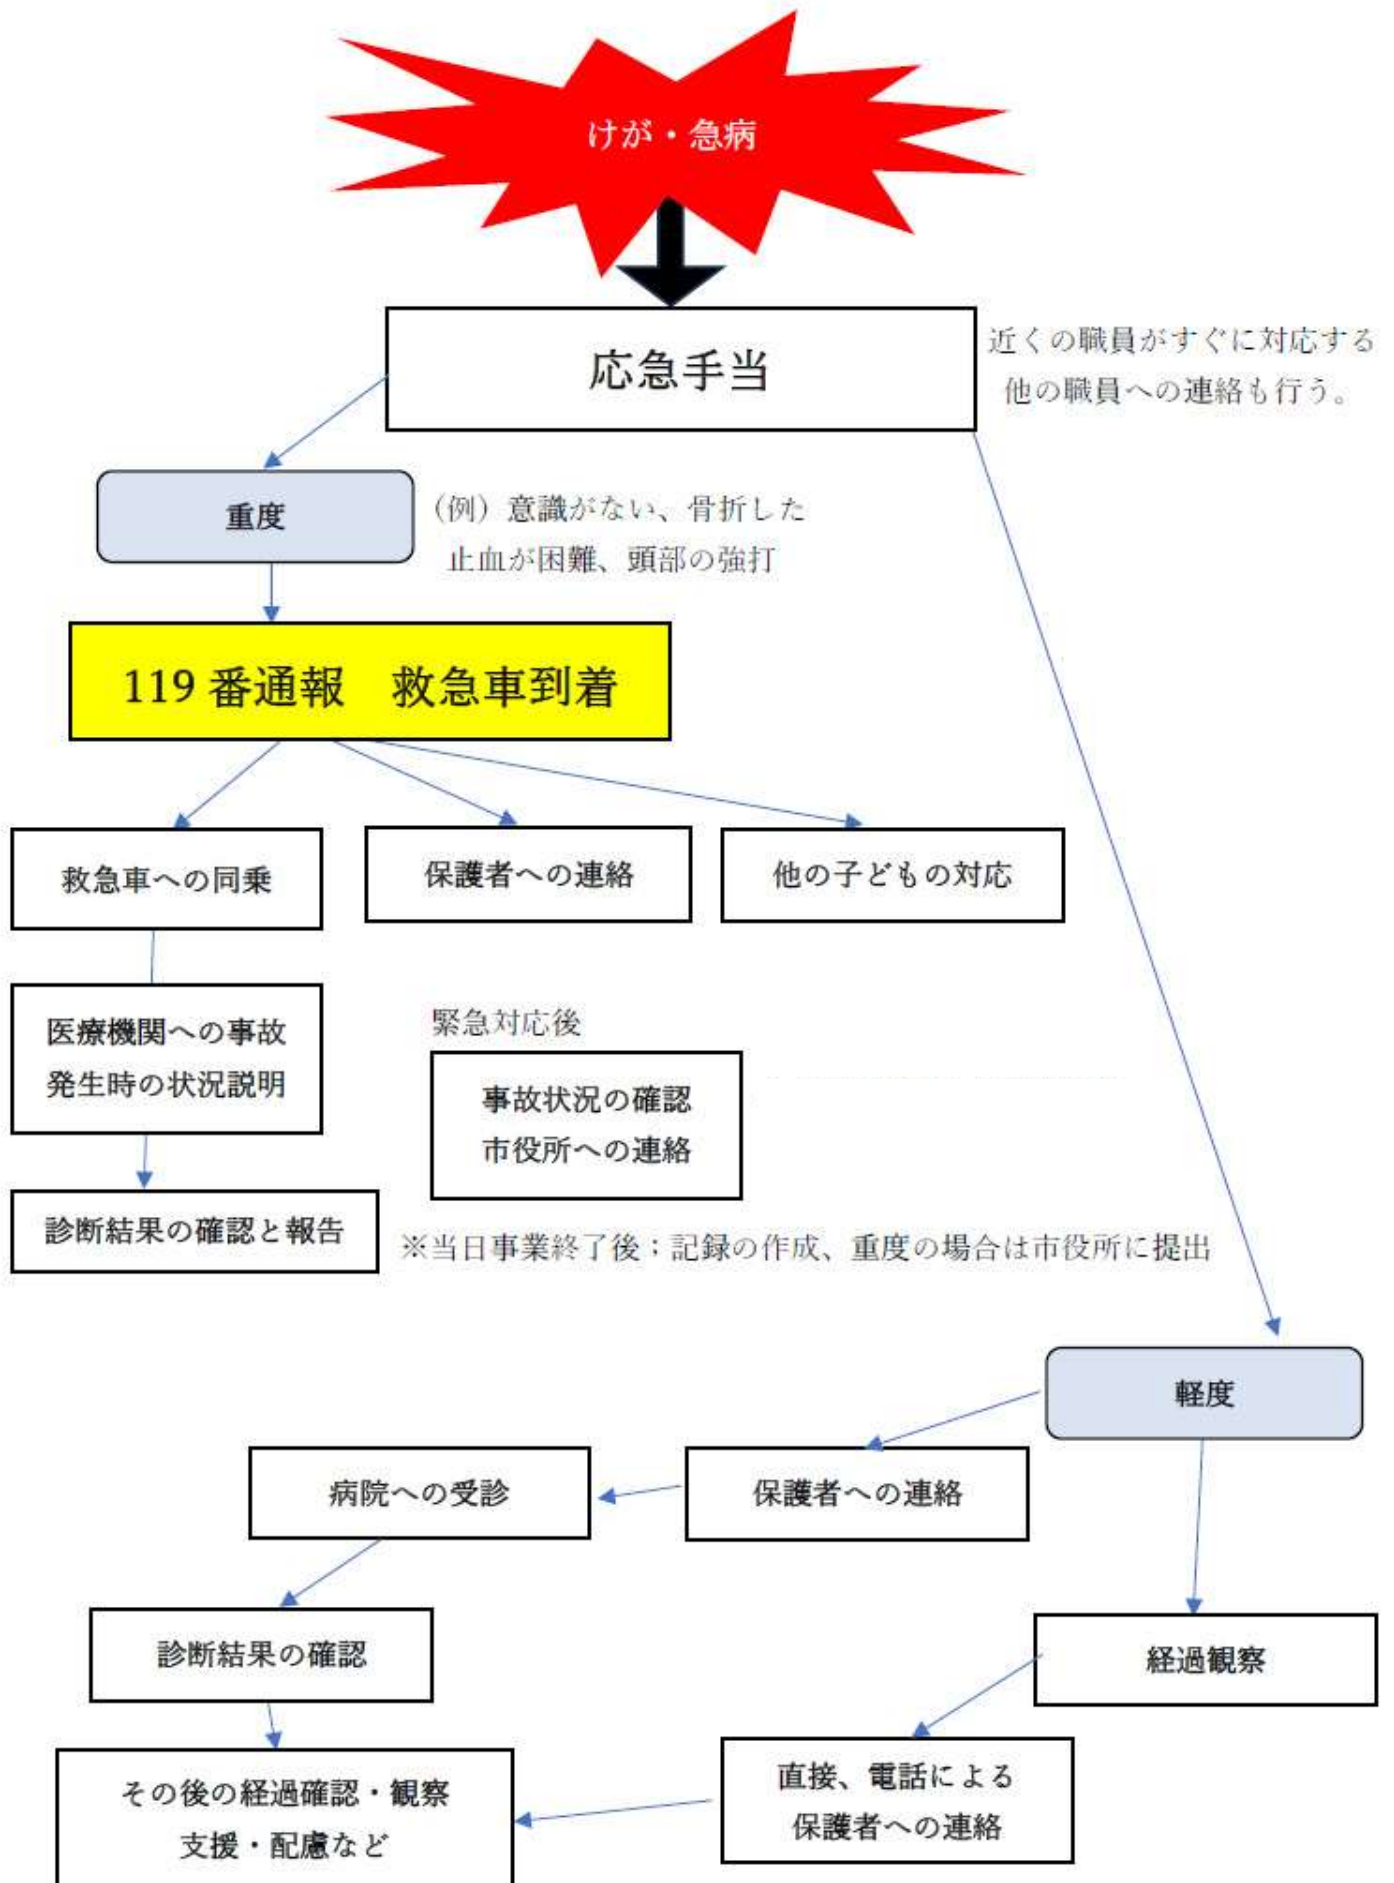 けが・急病
応急手当
近くの職員がすぐに対応する
他の職員への連絡も行う。
重度
（例）意識がない、骨折した
止血が困難、頭部の強打
119 番通報　救急車到着
救急車への同乗
保護者への連絡
他の子どもの対応
医療機関への事故
発生時の状況説明
緊急対応後
事故状況の確認
市役所への連絡
診断結果の確認と報告
※当日事業終了後；記録の作成、重度の場合は市役所に提出
軽度
保護者への連絡
病院への受診
診断結果の確認
経過観察
直接、電話による
保護者への連絡
その後の経過確認・観察
支援・配慮など